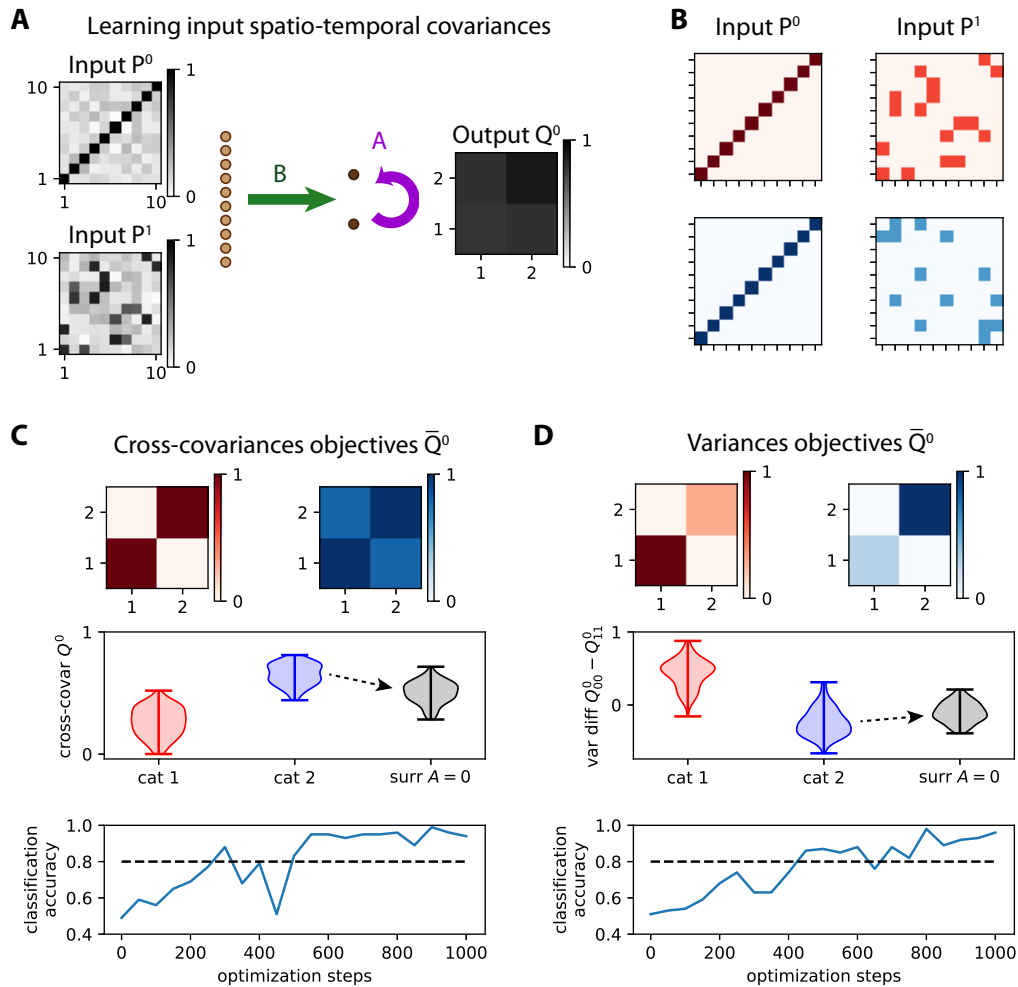 A
Learning input spatio-temporal covariances
Input P⁰
10
1
1
10
1
0
Input P¹
10
1
1
10
1
0
B
A
Output Q⁰
2
1
1
2
1
0
B
Input P⁰
Input P¹
C
Cross-covariances objectives Q̅⁰
2
1
1
2
1
0
2
1
1
2
1
0
cross-covar Q⁰
1
0
cat 1
cat 2
surr A = 0
classification
accuracy
1.0
0.8
0.6
0.4
0
200
400
600
800
1000
optimization steps
D
Variances objectives Q̅⁰
2
1
1
2
1
0
2
1
1
2
1
0
var diff Q⁰₀₀ − Q⁰₁₁
1
0
cat 1
cat 2
surr A = 0
classification
accuracy
1.0
0.8
0.6
0.4
0
200
400
600
800
1000
optimization steps